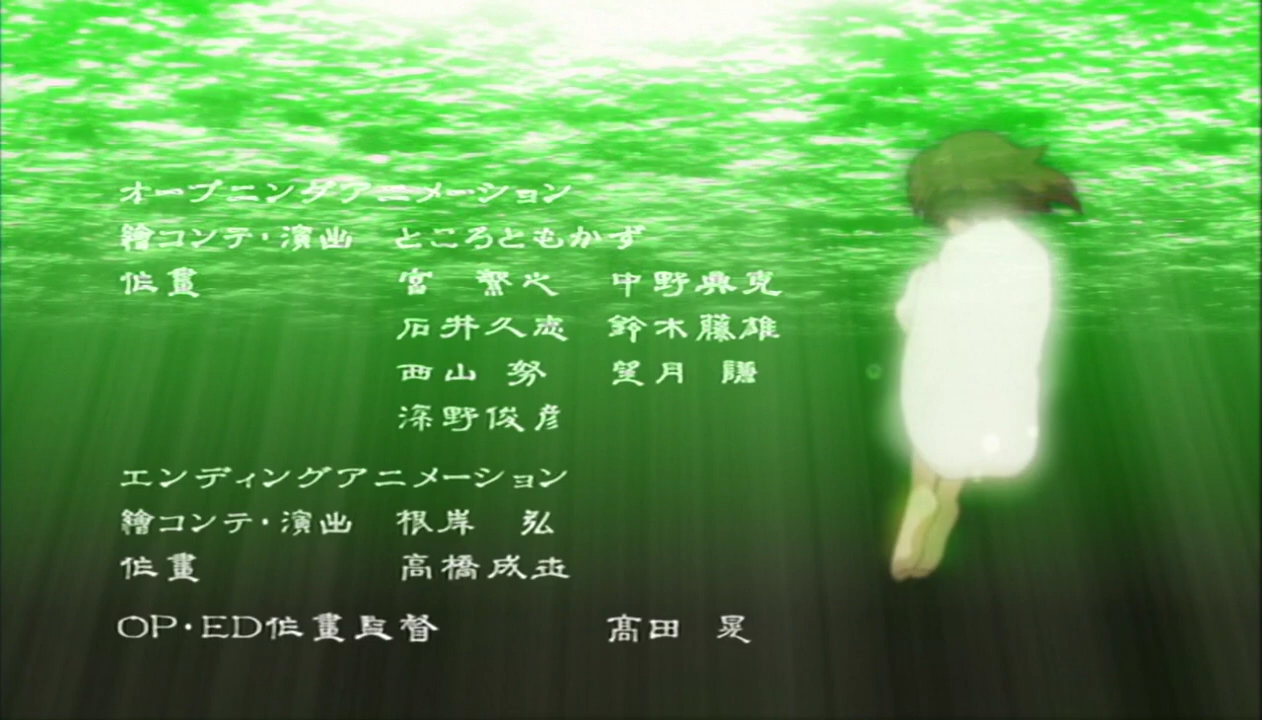 オープニングアニメーション
繪コンテ・演出 ところともかず
作畫 宮 繁之 中野典克
石井久志 鈴木藤雄
西山 努 望月 謙
深野俊彦
エンディングアニメーション
繪コンテ・演出 根岸 弘
作畫 高橋成世
OP・ED作畫監督 髙田 晃